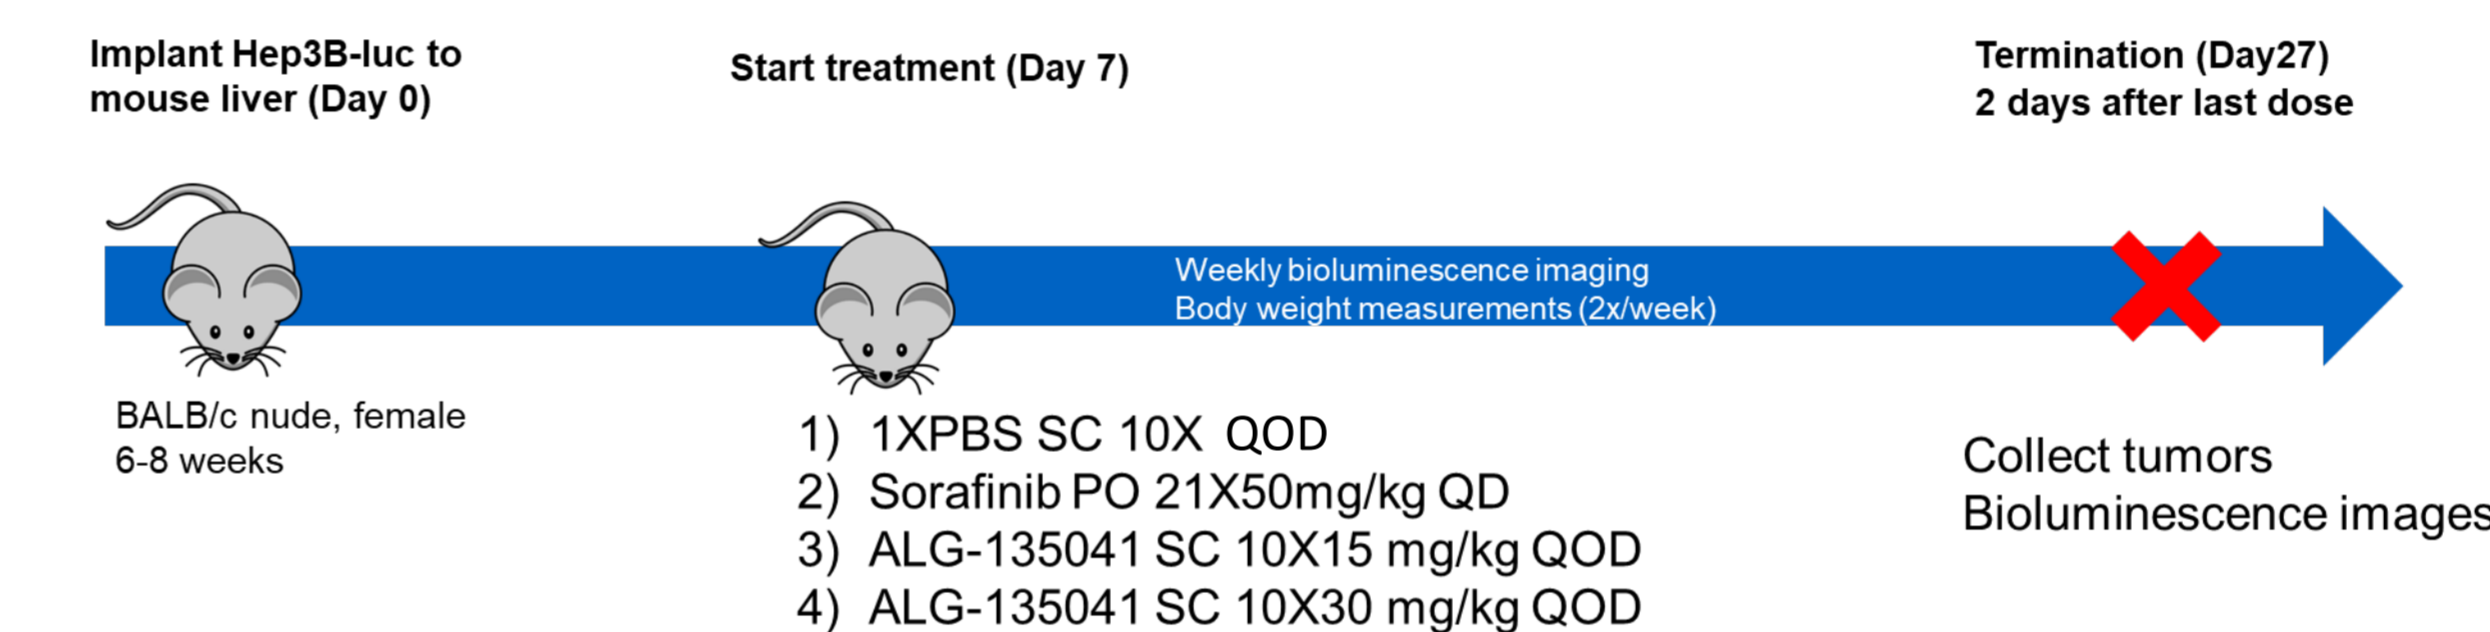 Implant Hep3B-luc to
mouse liver (Day 0)
Start treatment (Day 7)
Termination (Day27)
2 days after last dose
Weekly bioluminescence imaging
Body weight measurements (2x/week)
BALB/c nude, female
6-8 weeks
1) 1XPBS SC 10X QOD
2) Sorafinib PO 21X50mg/kg QD
3) ALG-135041 SC 10X15 mg/kg QOD
4) ALG-135041 SC 10X30 mg/kg QOD
Collect tumors
Bioluminescence images